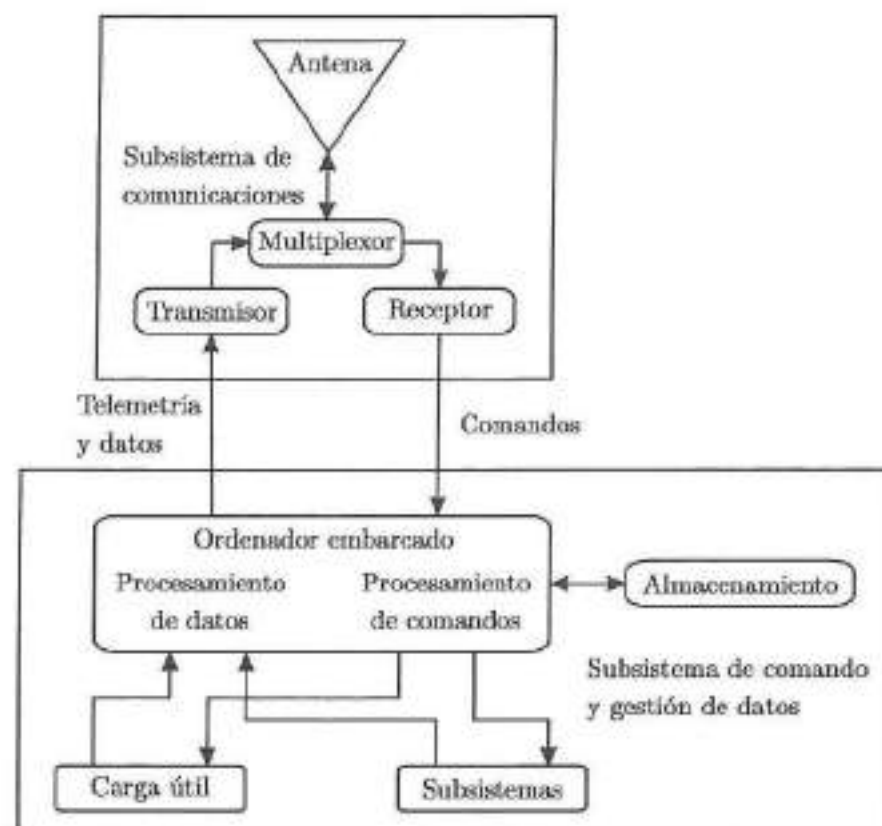 Antena
Subsistema de
comunicaciones
Multiplexor
Transmisor
Receptor
Telemetría
y datos
Comandos
Ordenador embarcado
Procesamiento
de datos
Procesamiento
de comandos
Almacenamiento
Subsistema de comando
y gestión de datos
Carga útil
Subsistemas